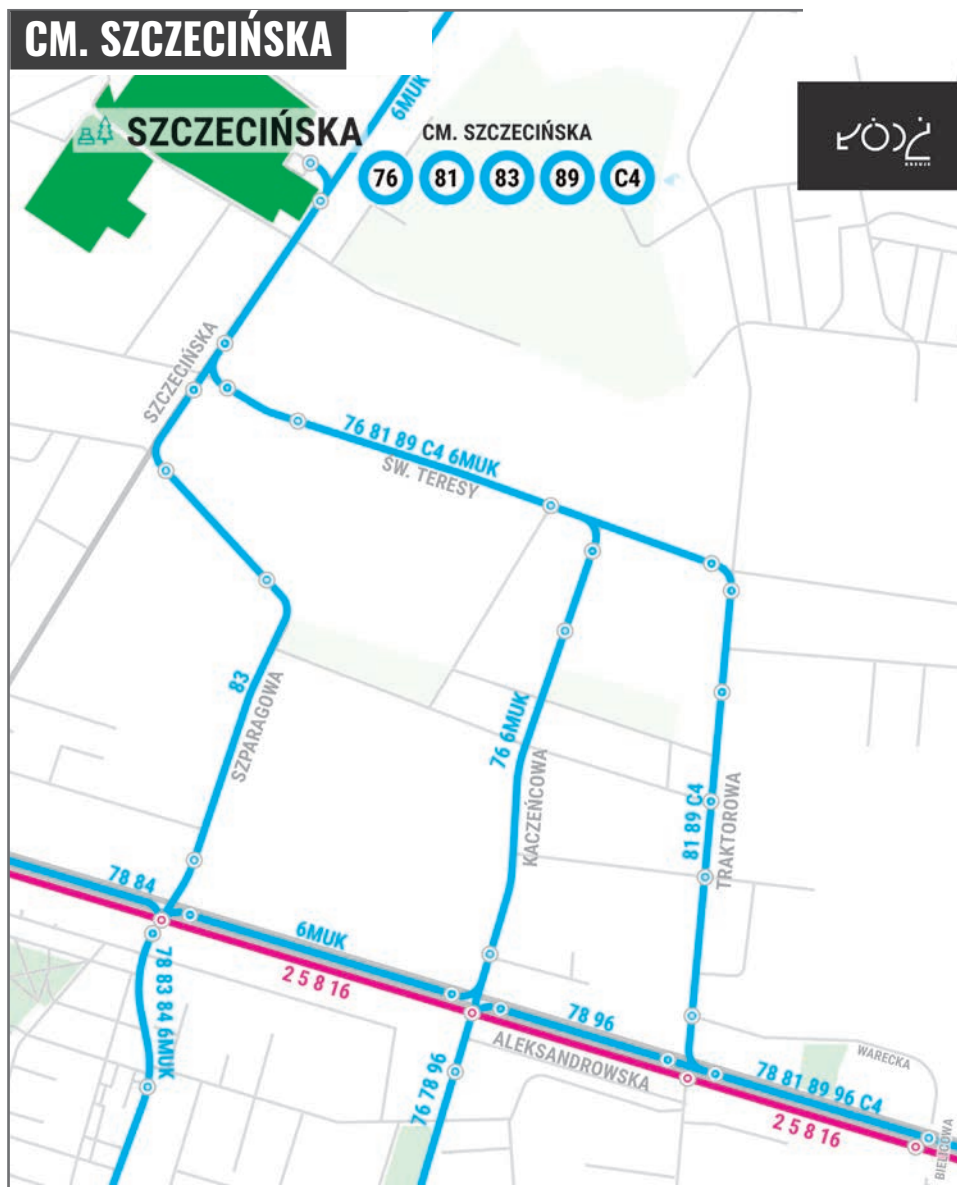 CM. SZCZECIŃSKA
6MUK
SZCZECIŃSKA
CM. SZCZECIŃSKA
76 81 83 89 C4
SZCZECIŃSKA
76 81 89 C4 6MUK
ŚW. TERESY
83
SZPARAGOWA
76 6MUK
KACZEŃCOWA
81 89 C4
TRAKTOROWA
78 84
6MUK
2 5 8 16
78 83 84 6MUK
78 96
ALEKSANDROWSKA
76 78 96
WARECKA
78 81 89 96 C4
2 5 8 16
BIELICOWA